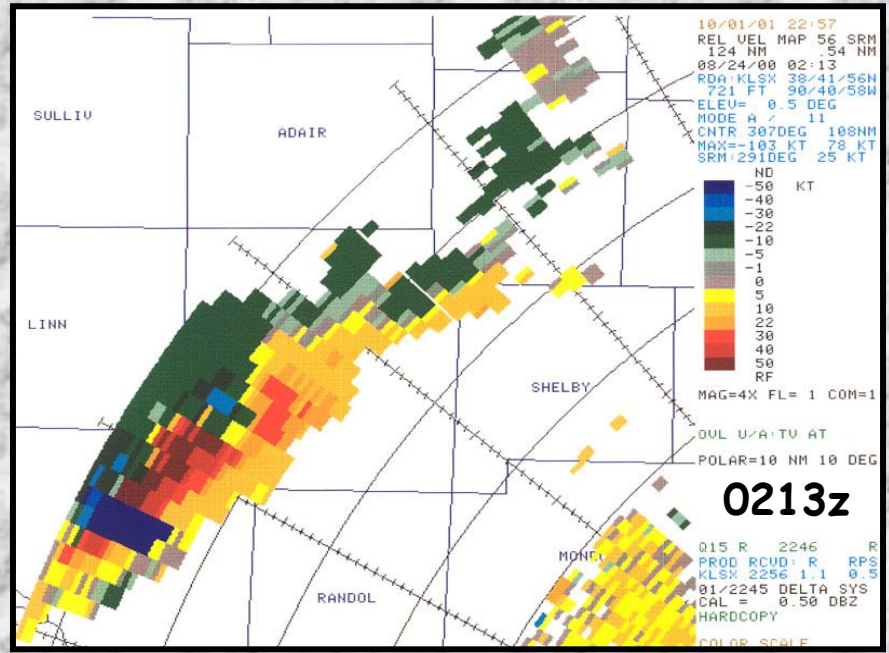 10/01/01 22:57
REL VEL MAP 56 SRM
124 NM .54 NM
08/24/00 02:13
RDA:KLSX 38/41/56N
721 FT 90/40/58W
ELEV= 0.5 DEG
MODE A / 11
CNTR 307DEG 108NM
MAX=-103 KT 78 KT
SRM:291DEG 25 KT
ND
-50 KT
-40
-30
-22
-10
-5
-1
0
5
10
22
30
40
50
RF
MAG=4X FL= 1 COM=1
OVL U/A:TV AT
POLAR=10 NM 10 DEG
0213z
Q15 R 2246 R
PROD RCVD: R RPS
KLSX 2256 1.1 0.5
01/2245 DELTA SYS
CAL = 0.50 DBZ
HARDCOPY
COLOR SCALE
SULLIV
ADAIR
LINN
SHELBY
RANDOL